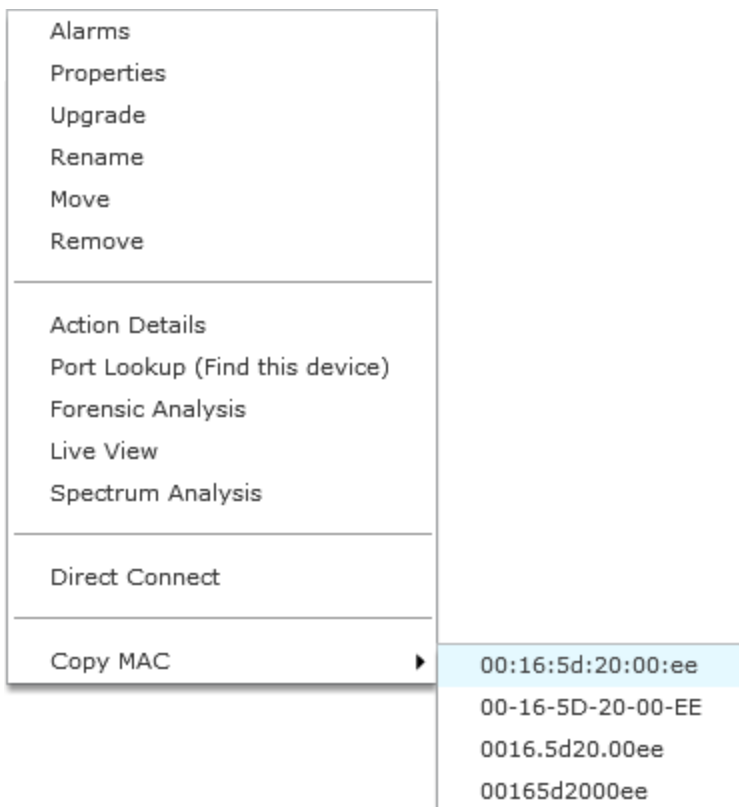 Alarms
Properties
Upgrade
Rename
Move
Remove
Action Details
Port Lookup (Find this device)
Forensic Analysis
Live View
Spectrum Analysis
Direct Connect
Copy MAC
00:16:5d:20:00:ee
00-16-5D-20-00-EE
0016.5d20.00ee
00165d2000ee